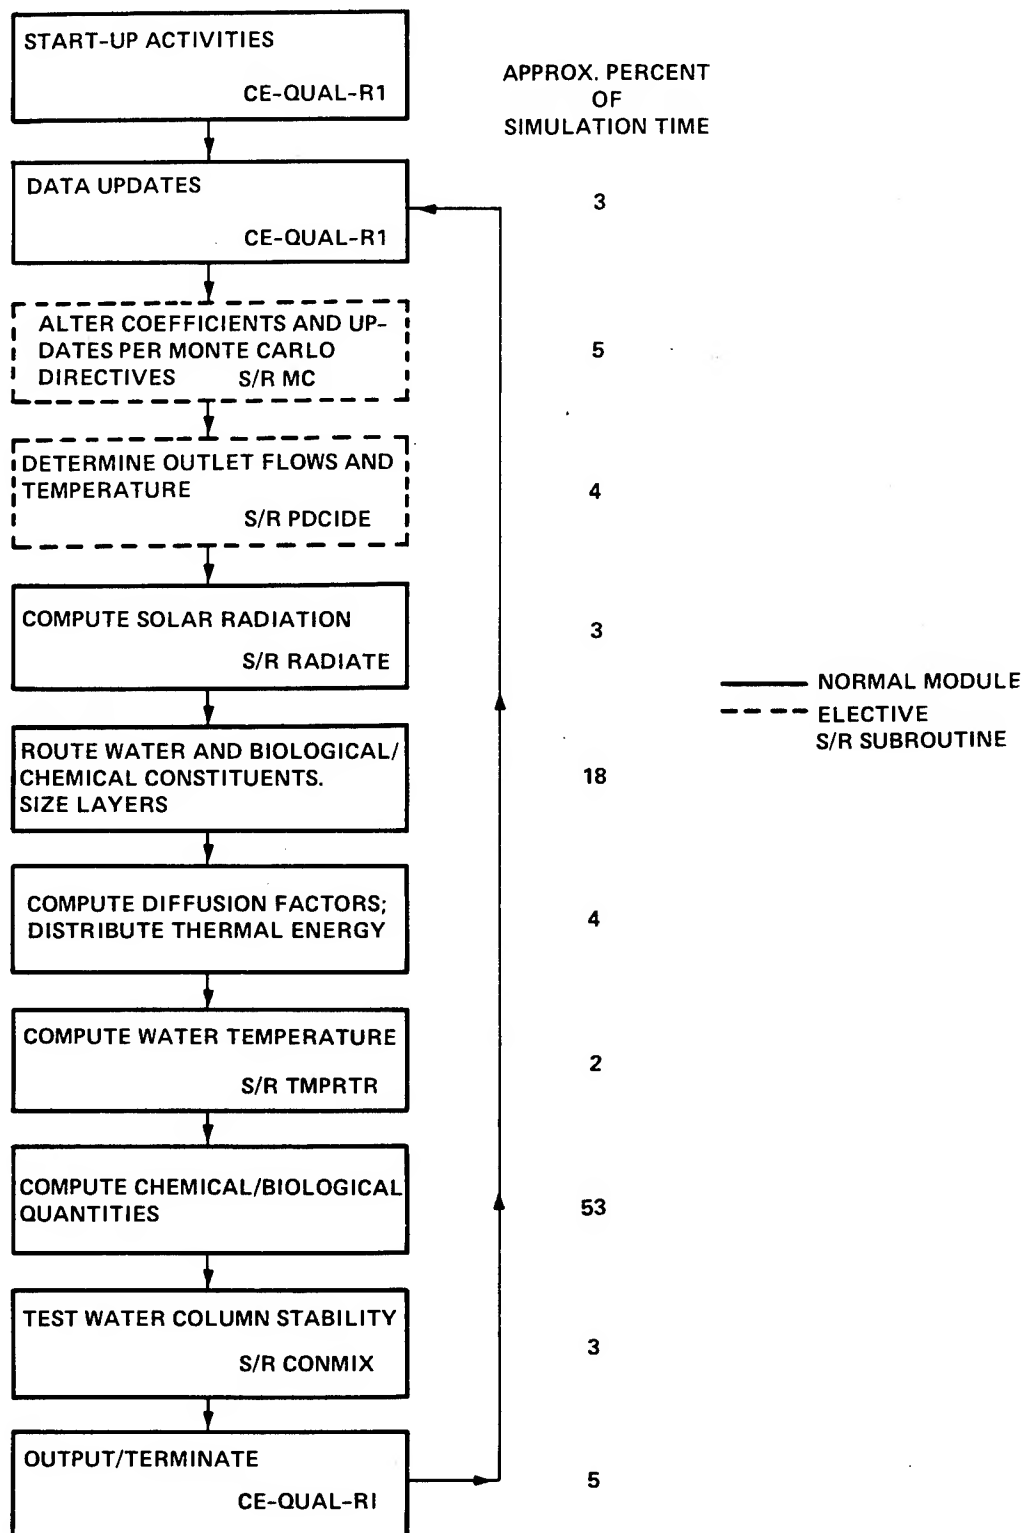 START-UP ACTIVITIES
CE-QUAL-R1
APPROX. PERCENT
OF
SIMULATION TIME
DATA UPDATES
CE-QUAL-R1
3
ALTER COEFFICIENTS AND UP-
DATES PER MONTE CARLO
DIRECTIVES S/R MC
5
DETERMINE OUTLET FLOWS AND
TEMPERATURE
S/R PDCIDE
4
COMPUTE SOLAR RADIATION
S/R RADIATE
3
NORMAL MODULE
ELECTIVE
S/R SUBROUTINE
ROUTE WATER AND BIOLOGICAL/
CHEMICAL CONSTITUENTS.
SIZE LAYERS
18
COMPUTE DIFFUSION FACTORS;
DISTRIBUTE THERMAL ENERGY
4
COMPUTE WATER TEMPERATURE
S/R TMPRTR
2
COMPUTE CHEMICAL/BIOLOGICAL
QUANTITIES
53
TEST WATER COLUMN STABILITY
S/R CONMIX
3
OUTPUT/TERMINATE
CE-QUAL-RI
5